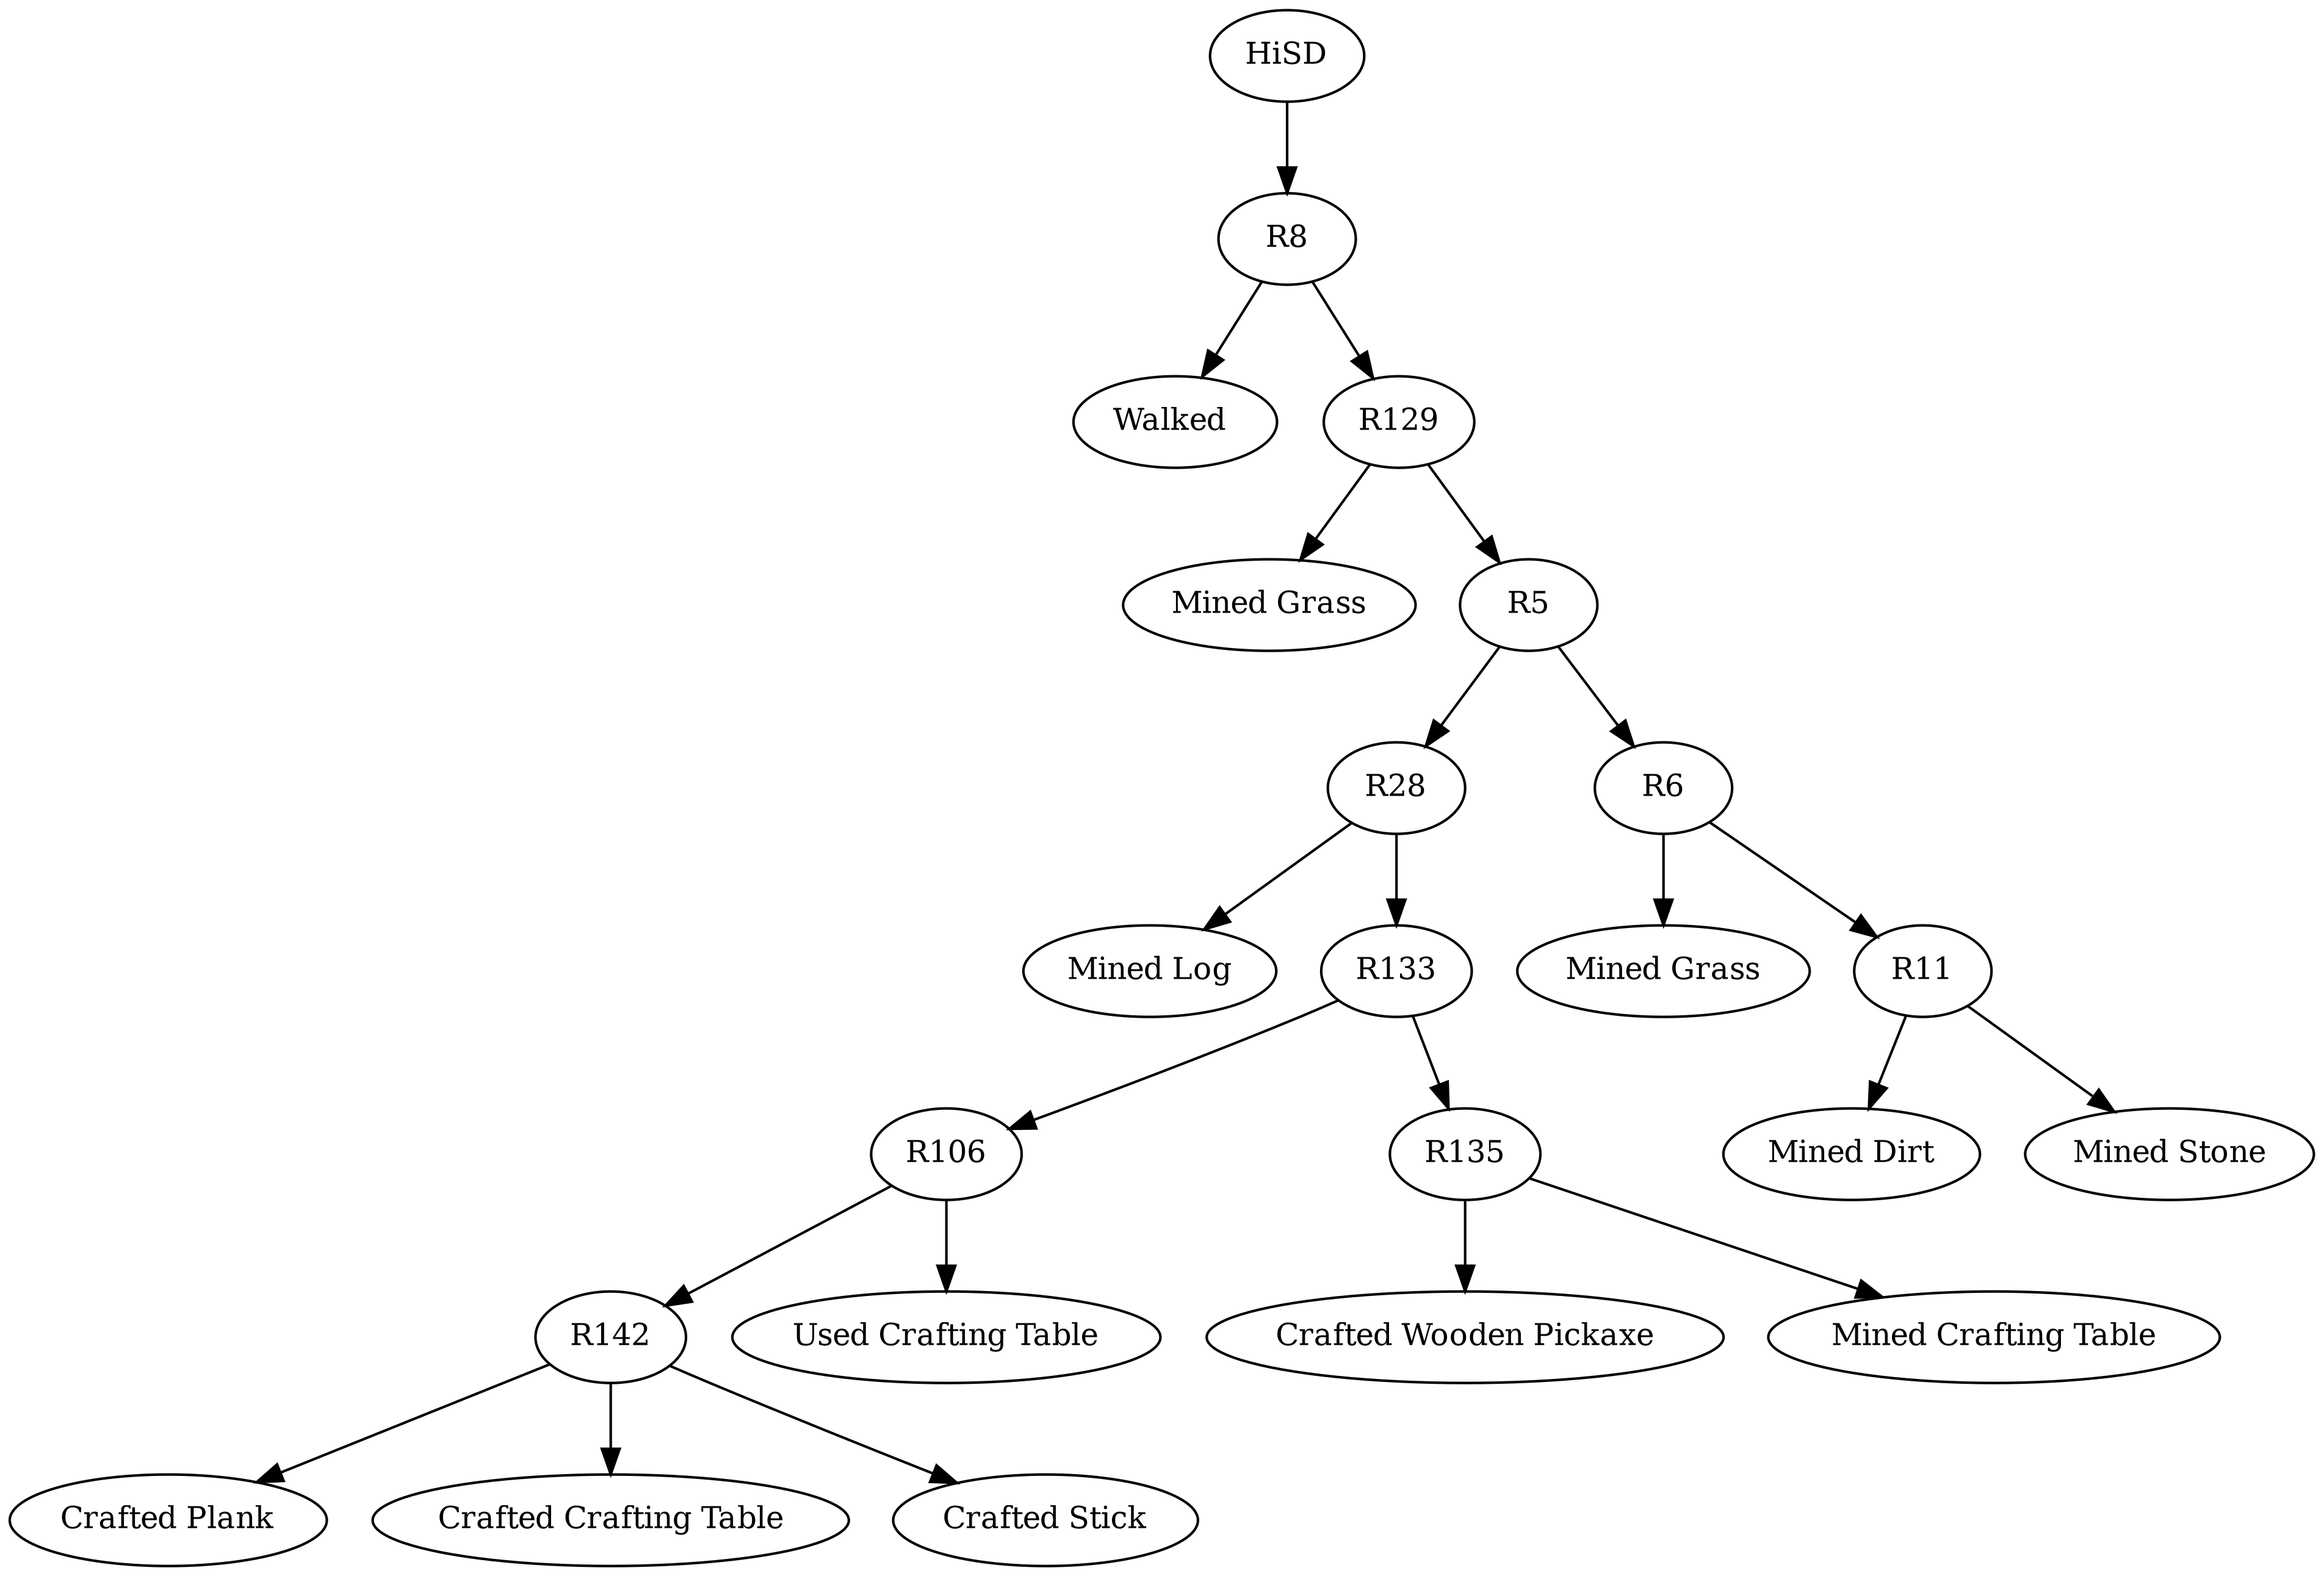 HiSD
R8
Walked
R129
Mined Grass
R5
R28
R6
Mined Log
R133
Mined Grass
R11
R106
R135
Mined Dirt
Mined Stone
R142
Used Crafting Table
Crafted Wooden Pickaxe
Mined Crafting Table
Crafted Plank
Crafted Crafting Table
Crafted Stick